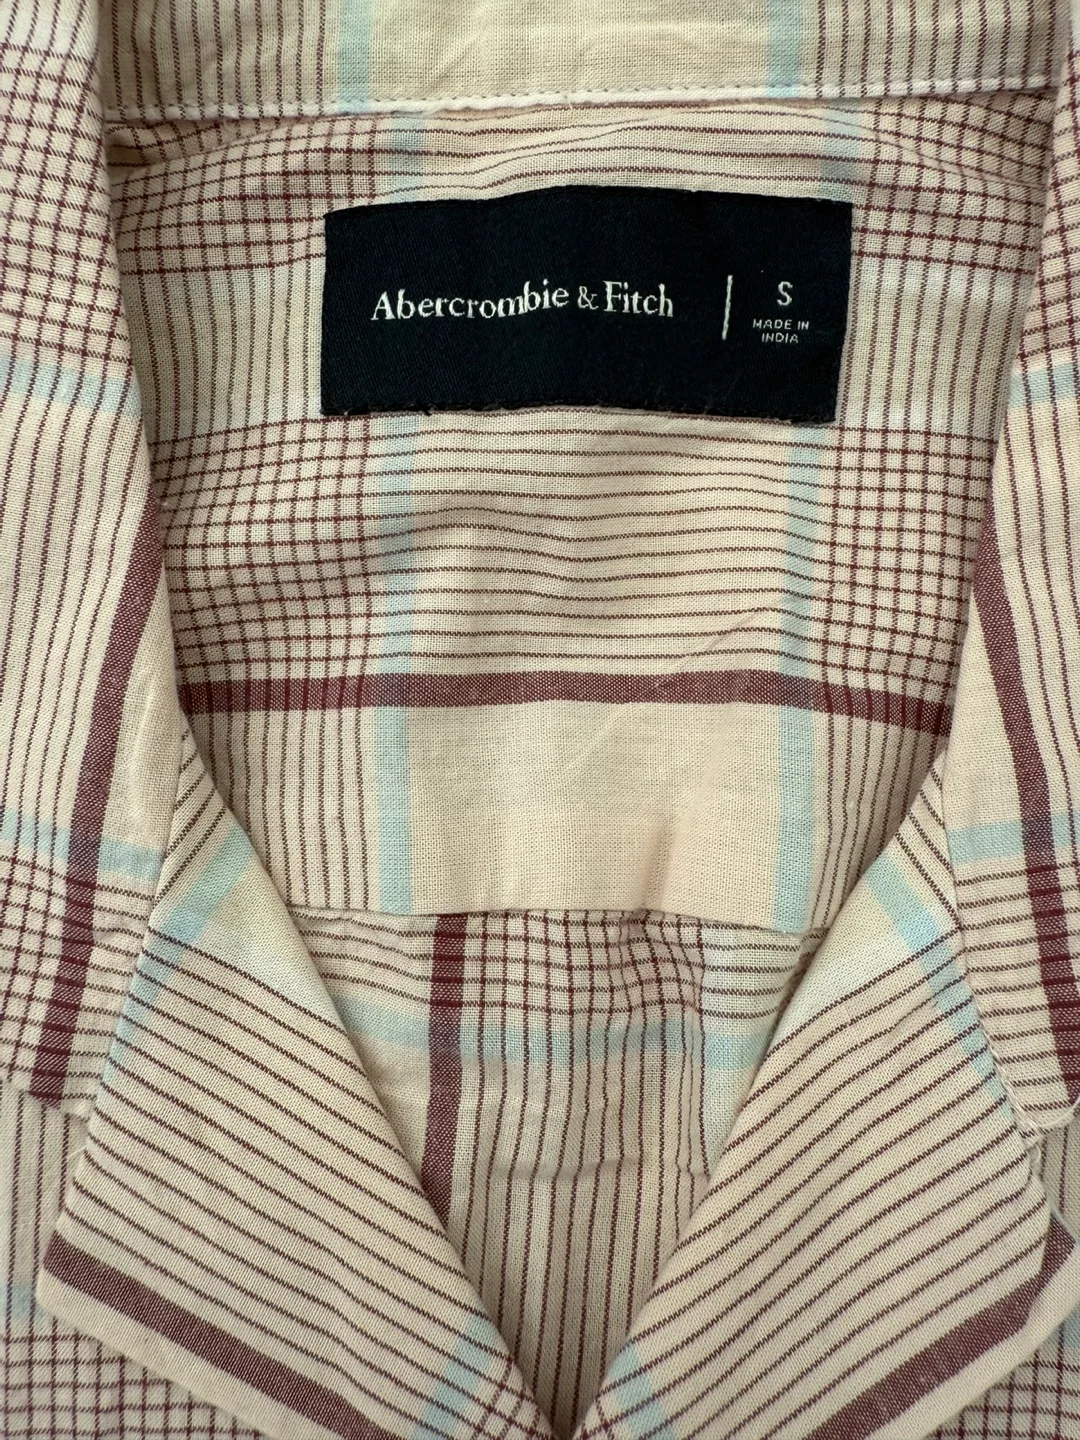 Abercrombie & Fitch
S
MADE IN
INDIA